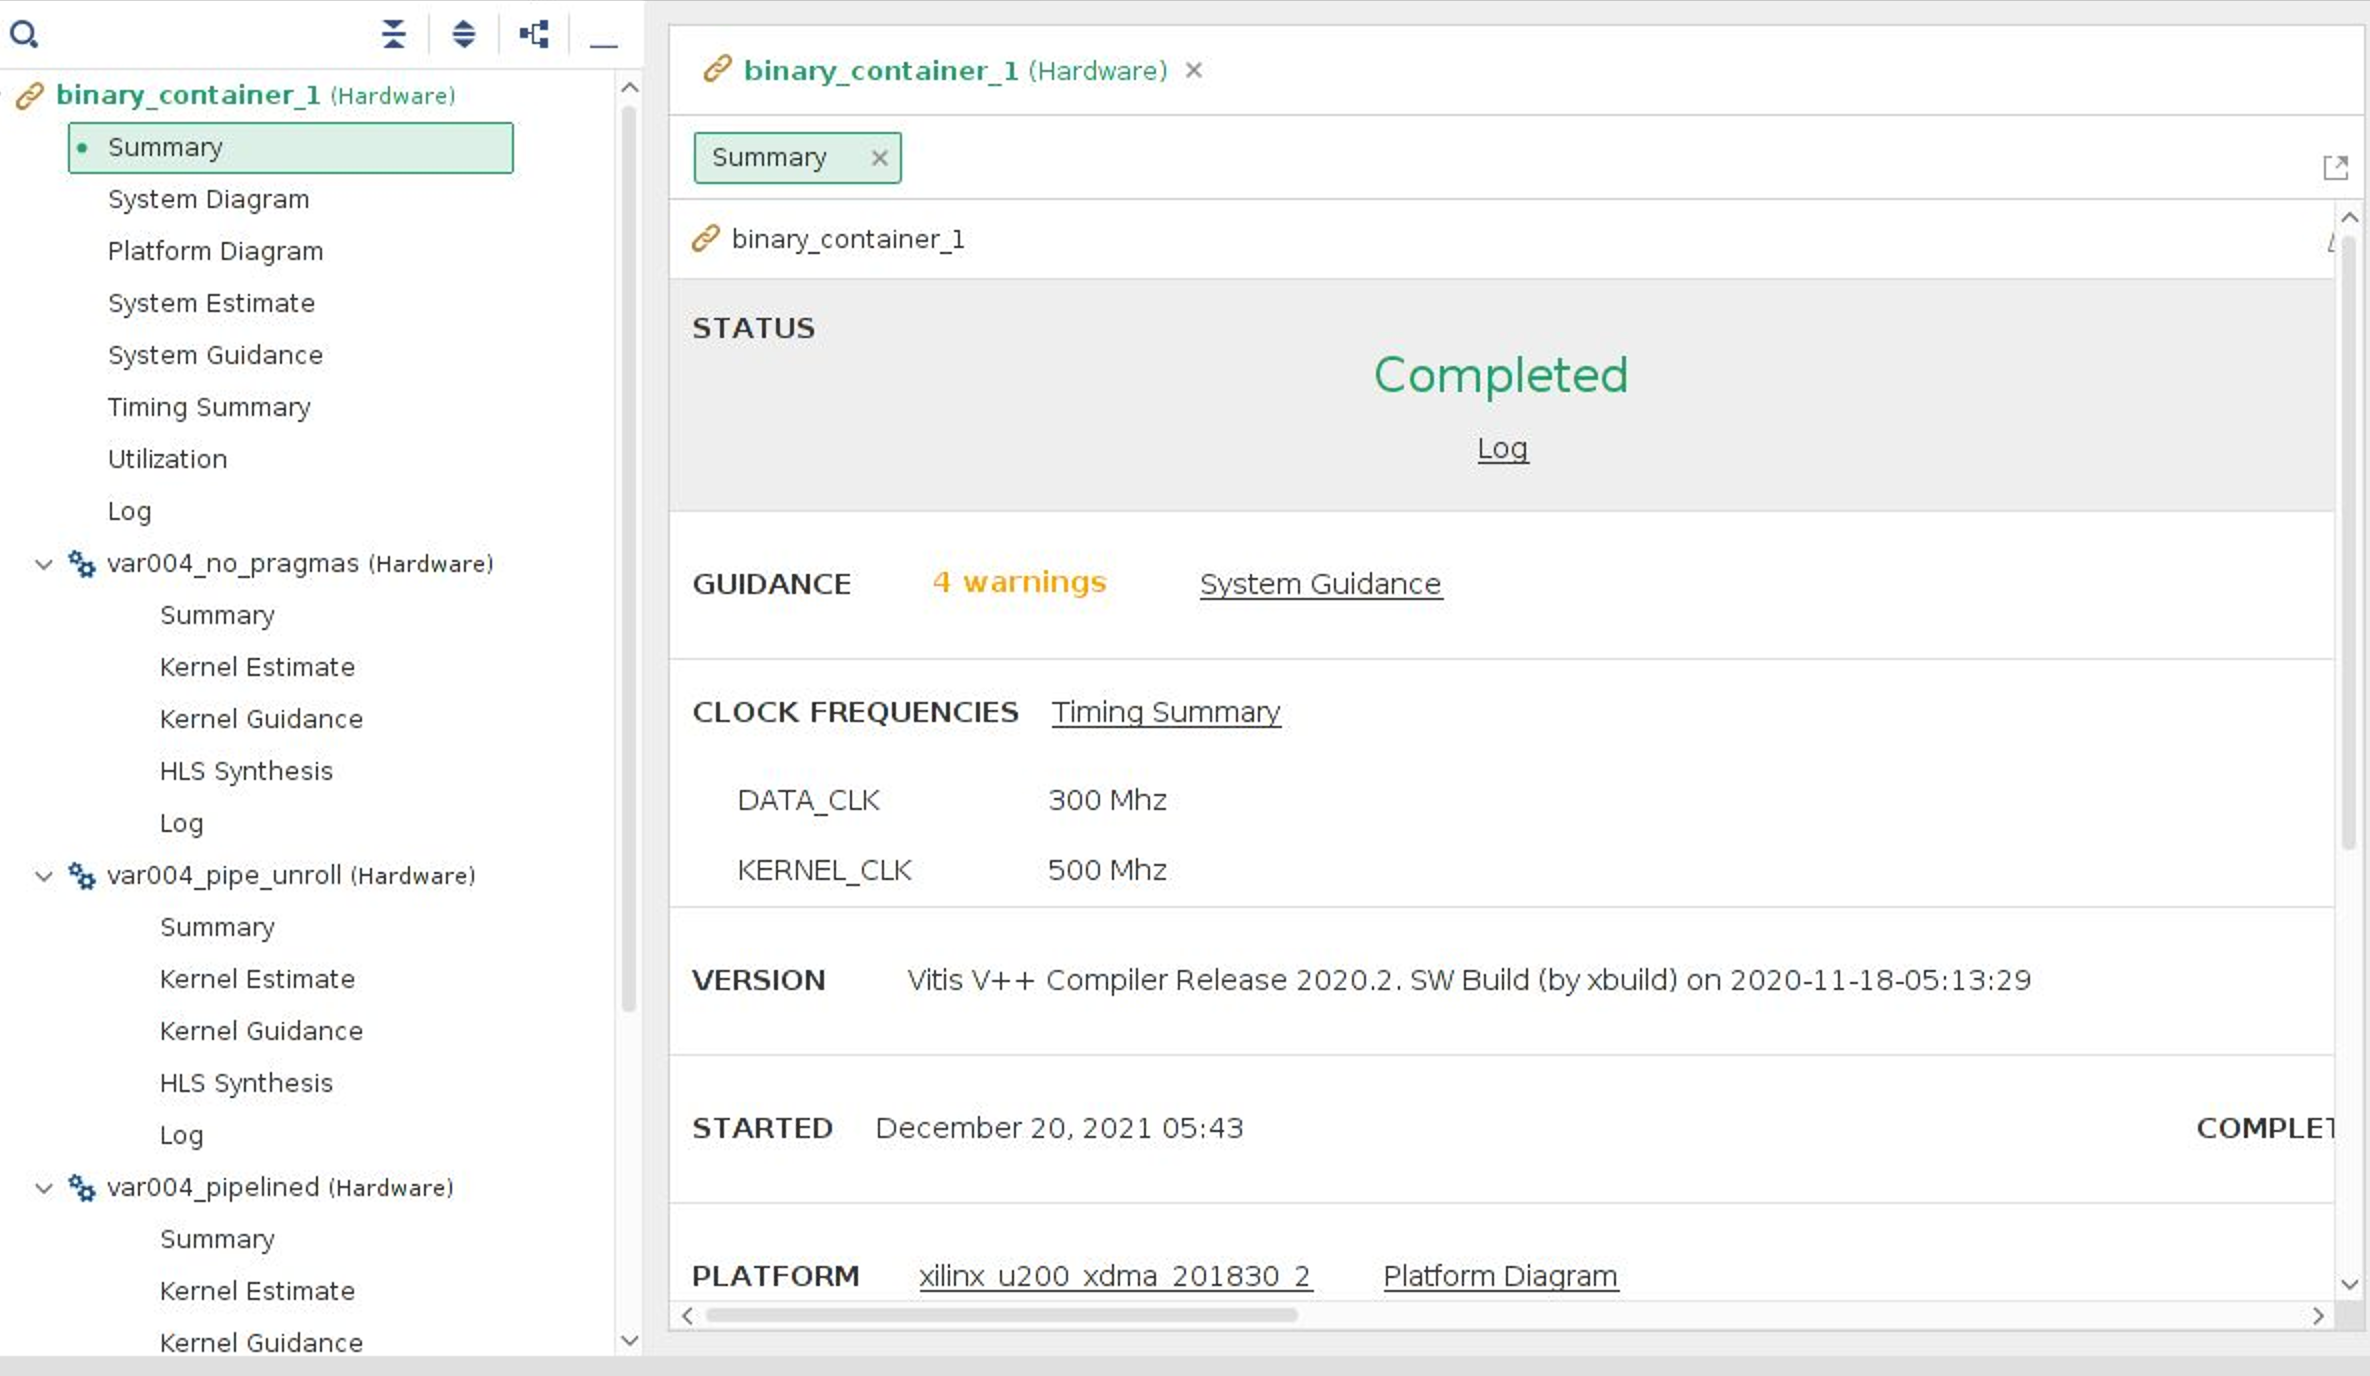 binary_container_1 (Hardware)
Summary
System Diagram
Platform Diagram
System Estimate
System Guidance
Timing Summary
Utilization
Log
var004_no_pragmas (Hardware)
Summary
Kernel Estimate
Kernel Guidance
HLS Synthesis
Log
var004_pipe_unroll (Hardware)
Summary
Kernel Estimate
Kernel Guidance
HLS Synthesis
Log
var004_pipelined (Hardware)
Summary
Kernel Estimate
Kernel Guidance
binary_container_1 (Hardware)
Summary
binary_container_1
STATUS
Completed
Log
GUIDANCE 4 warnings System Guidance
CLOCK FREQUENCIES Timing Summary
DATA_CLK 300 Mhz
KERNEL_CLK 500 Mhz
VERSION Vitis V++ Compiler Release 2020.2. SW Build (by xbuild) on 2020-11-18-05:13:29
STARTED December 20, 2021 05:43 COMPLET
PLATFORM xilinx_u200_xdma_201830_2 Platform Diagram